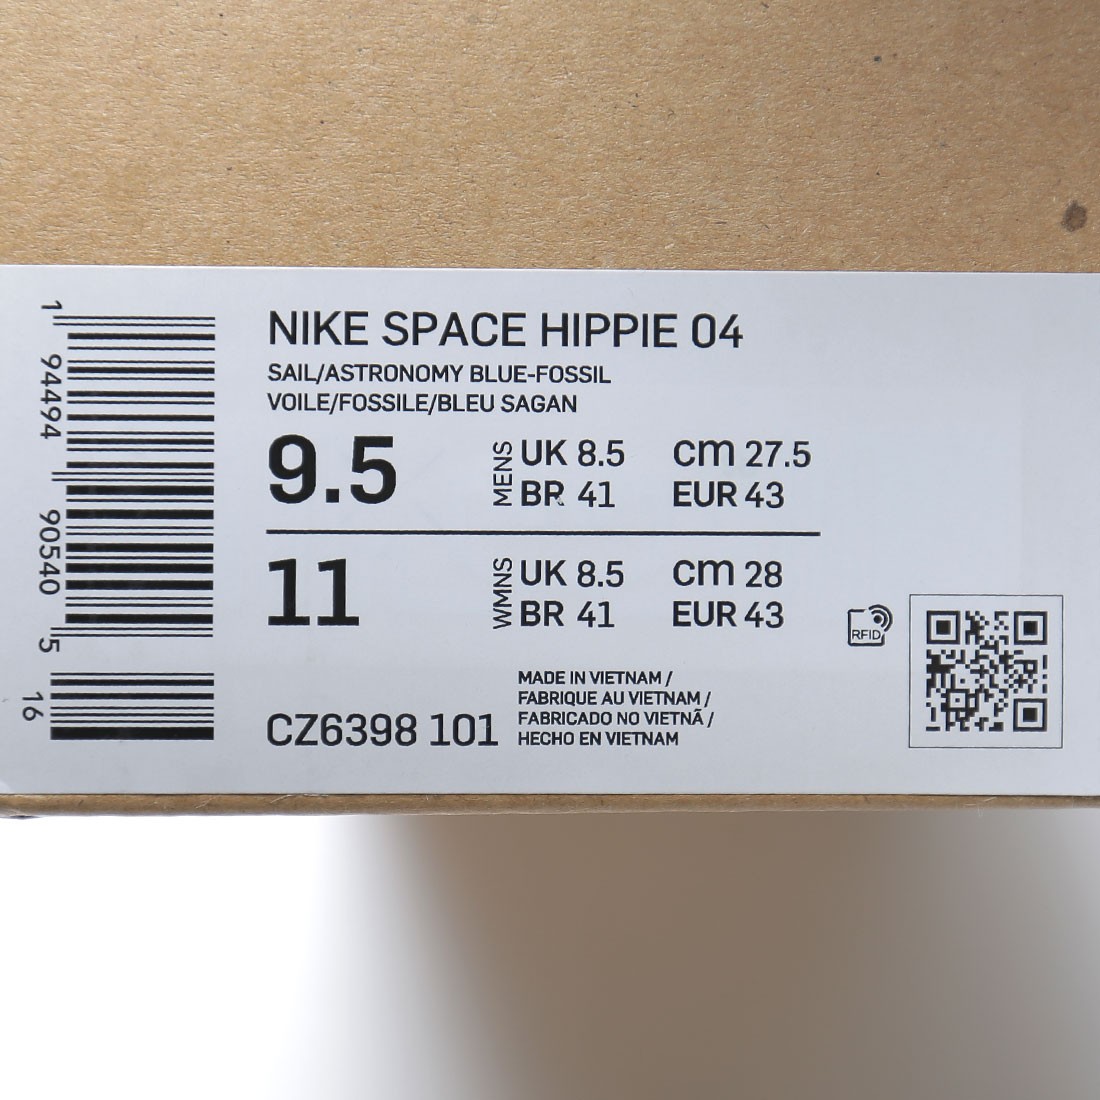 1 94494 90540 5
16
NIKE SPACE HIPPIE 04
SAIL/ASTRONOMY BLUE-FOSSIL
VOILE/FOSSILE/BLEU SAGAN
9.5 MENS UK 8.5 cm 27.5
BR 41 EUR 43
11 WMNS UK 8.5 cm 28
BR 41 EUR 43
RFID
CZ6398 101
MADE IN VIETNAM /
FABRIQUE AU VIETNAM /
FABRICADO NO VIETNÃ /
HECHO EN VIETNAM